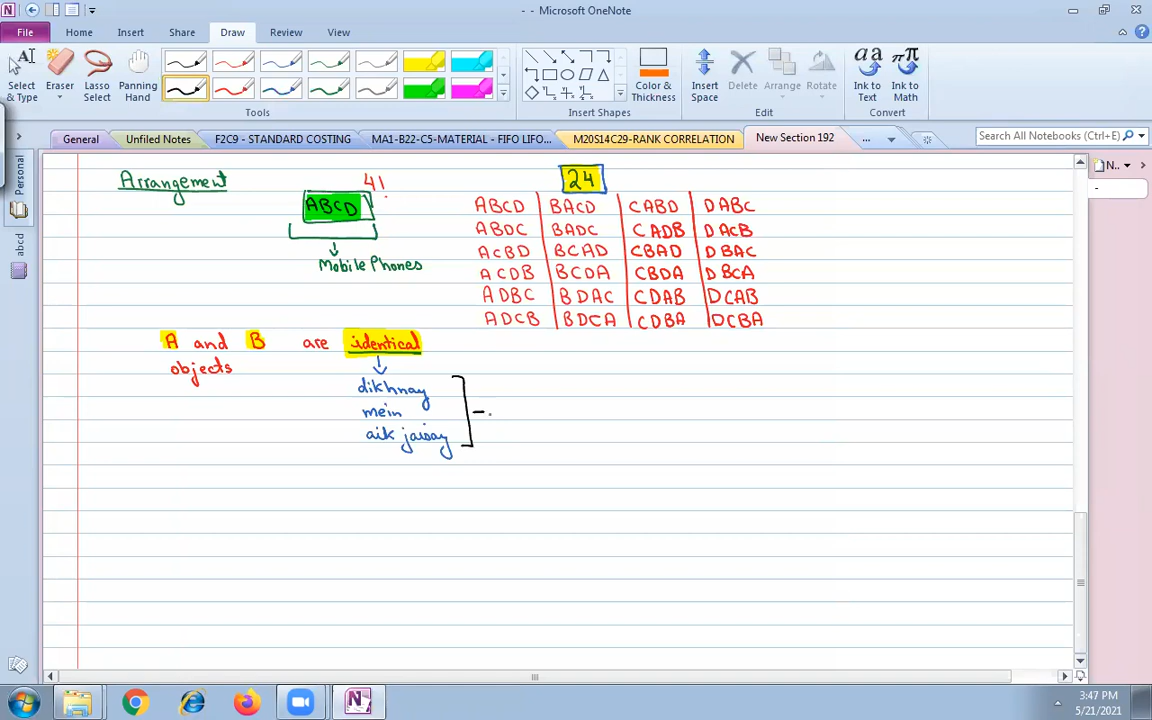 - - Microsoft OneNote
File Home Insert Share Draw Review View
Select & Type Eraser Lasso Select Panning Hand Color & Thickness Insert Space Delete Arrange Rotate Ink to Text Ink to Math
Tools Insert Shapes Edit Convert
General Unfiled Notes F2C9 - STANDARD COSTING MA1-B22-C5-MATERIAL - FIFO LIFO... M20S14C29-RANK CORRELATION New Section 192 ... Search All Notebooks (Ctrl+E) N...
-
Personal
abcd
Arrangement 4! 24
ABCD
Mobile Phones
ABCD BACD CABD DABC
ABDC BADC CADB DACB
ACBD BCAD CBAD DBAC
ACDB BCDA CBDA DBCA
ADBC BDAC CDAB DCAB
ADCB BDCA CDBA DCBA
A and B are identical
objects
dikhnay
mein
aik jaisay
3:47 PM
5/21/2021